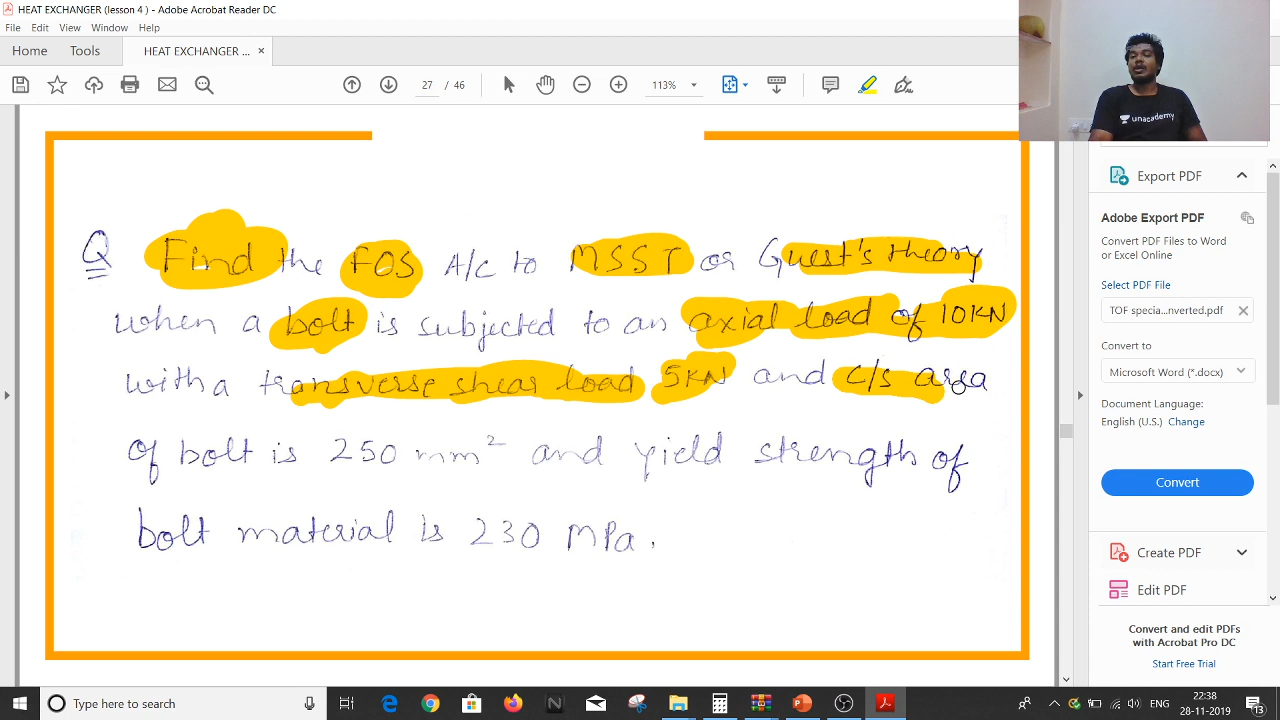 HEAT EXCHANGER (lesson 4 ) - Adobe Acrobat Reader DC
File Edit View Window Help
Home Tools HEAT EXCHANGER ... ×
27 / 46 113%
unacademy
Q Find the FOS A/c to MSST or Guest's theory
when a bolt is subjected to an axial load of 10KN
with a transverse shear load 5KN and c/s area
of bolt is 250 mm² and yield strength of
bolt material is 230 MPa.
Export PDF
Adobe Export PDF
Convert PDF Files to Word
or Excel Online
Select PDF File
TOF specia...nverted.pdf
Convert to
Microsoft Word (*.docx)
Document Language:
English (U.S.) Change
Convert
Create PDF
Edit PDF
Convert and edit PDFs
with Acrobat Pro DC
Start Free Trial
Type here to search
22:38
28-11-2019